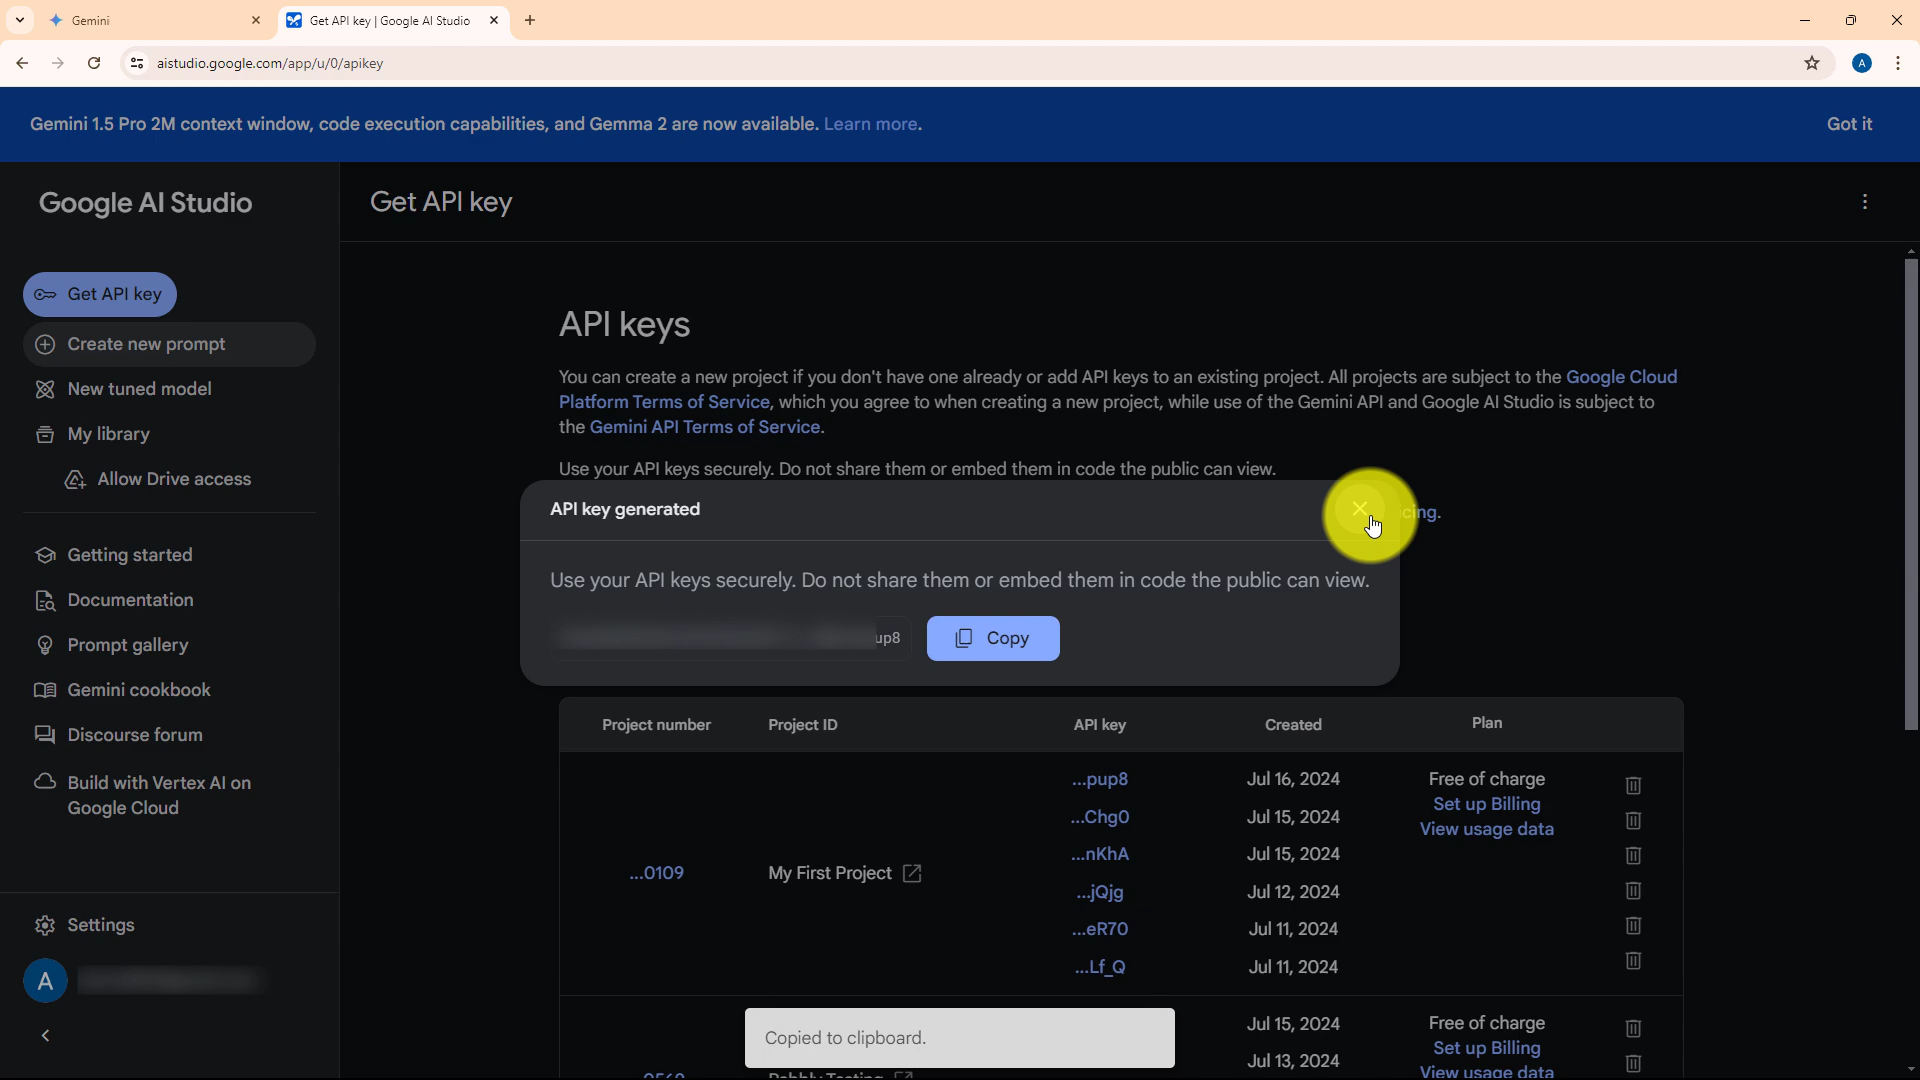 Gemini
Get API key | Google AI Studio
aistudio.google.com/app/u/0/apikey
A
Gemini 1.5 Pro 2M context window, code execution capabilities, and Gemma 2 are now available. Learn more.
Got it
Google AI Studio
Get API key
Get API key
Create new prompt
New tuned model
My library
Allow Drive access
Getting started
Documentation
Prompt gallery
Gemini cookbook
Discourse forum
Build with Vertex AI on
Google Cloud
Settings
A
API keys
You can create a new project if you don't have one already or add API keys to an existing project. All projects are subject to the Google Cloud
Platform Terms of Service, which you agree to when creating a new project, while use of the Gemini API and Google AI Studio is subject to
the Gemini API Terms of Service.
Use your API keys securely. Do not share them or embed them in code the public can view.
cing.
API key generated
Use your API keys securely. Do not share them or embed them in code the public can view.
up8
Copy
Project number Project ID API key Created Plan
...pup8 Jul 16, 2024 Free of charge
Set up Billing
...Chg0 Jul 15, 2024 View usage data
...nKhA Jul 15, 2024
...0109 My First Project
...jQjg Jul 12, 2024
...eR70 Jul 11, 2024
...Lf_Q Jul 11, 2024
Jul 15, 2024 Free of charge
Copied to clipboard.
Set up Billing
Jul 13, 2024
View usage data